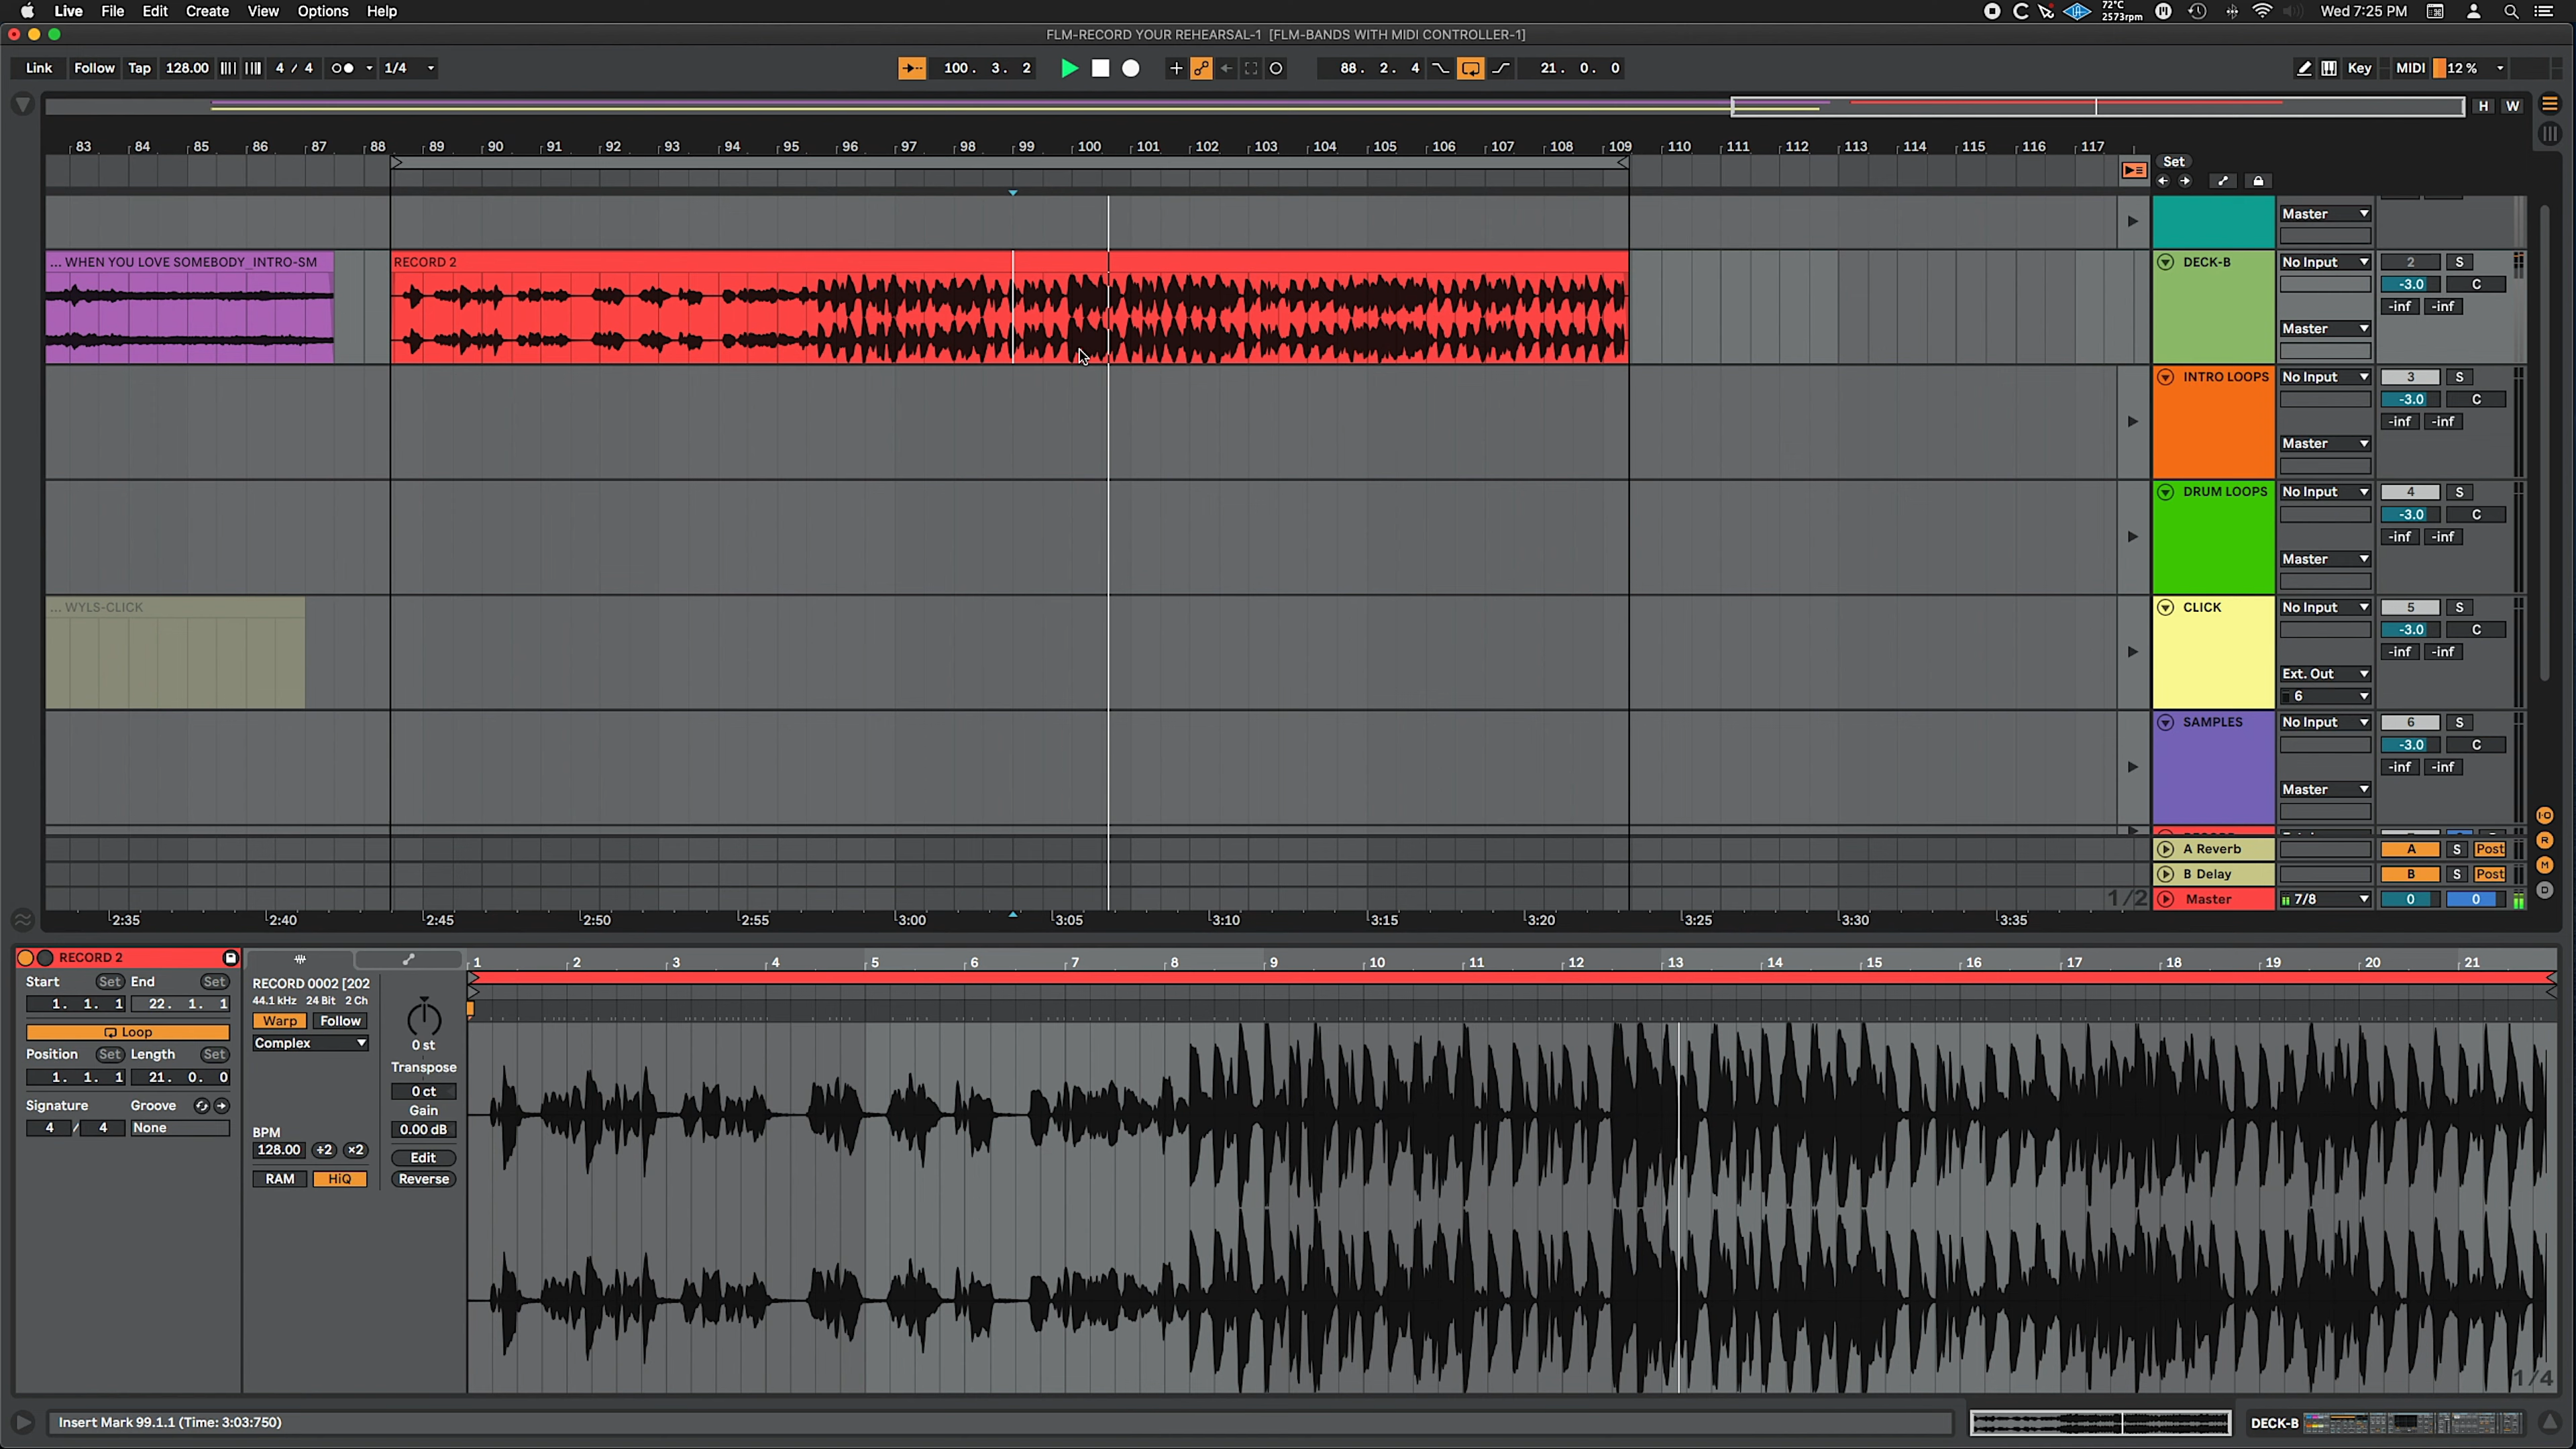 Live File Edit Create View Options Help
72°C 2573rpm Wed 7:25 PM
FLM-RECORD YOUR REHEARSAL-1 [FLM-BANDS WITH MIDI CONTROLLER-1]
Link Follow Tap 128.00 4 / 4 1/4 100. 3. 2 88. 2. 4 21. 0. 0 Key MIDI 12 %
H W
83 84 85 86 87 88 89 90 91 92 93 94 95 96 97 98 99 100 101 102 103 104 105 106 107 108 109 110 111 112 113 114 115 116 117
Set
Master
... WHEN YOU LOVE SOMEBODY_INTRO-SM RECORD 2 DECK-B No Input 2 S
-3.0 C
-inf -inf
Master
INTRO LOOPS No Input 3 S
-3.0 C
-inf -inf
Master
DRUM LOOPS No Input 4 S
-3.0 C
-inf -inf
Master
... WYLS-CLICK CLICK No Input 5 S
-3.0 C
-inf -inf
Ext. Out
6
SAMPLES No Input 6 S
-3.0 C
-inf -inf
Master
I·O
R
A Reverb A S Post
M
B Delay B S Post
D
1/2 Master 7/8 0 0
2:35 2:40 2:45 2:50 2:55 3:00 3:05 3:10 3:15 3:20 3:25 3:30 3:35
RECORD 2
1 2 3 4 5 6 7 8 9 10 11 12 13 14 15 16 17 18 19 20 21
Start Set End Set
1. 1. 1 22. 1. 1
Loop
Position Set Length Set
1. 1. 1 21. 0. 0
Signature Groove
4 / 4 None
RECORD 0002 [202
44.1 kHz 24 Bit 2 Ch
Warp Follow
Complex
BPM
128.00 ÷2 ×2
RAM HiQ
0 st
Transpose
0 ct
Gain
0.00 dB
Edit
Reverse
1/4
Insert Mark 99.1.1 (Time: 3:03:750) DECK-B